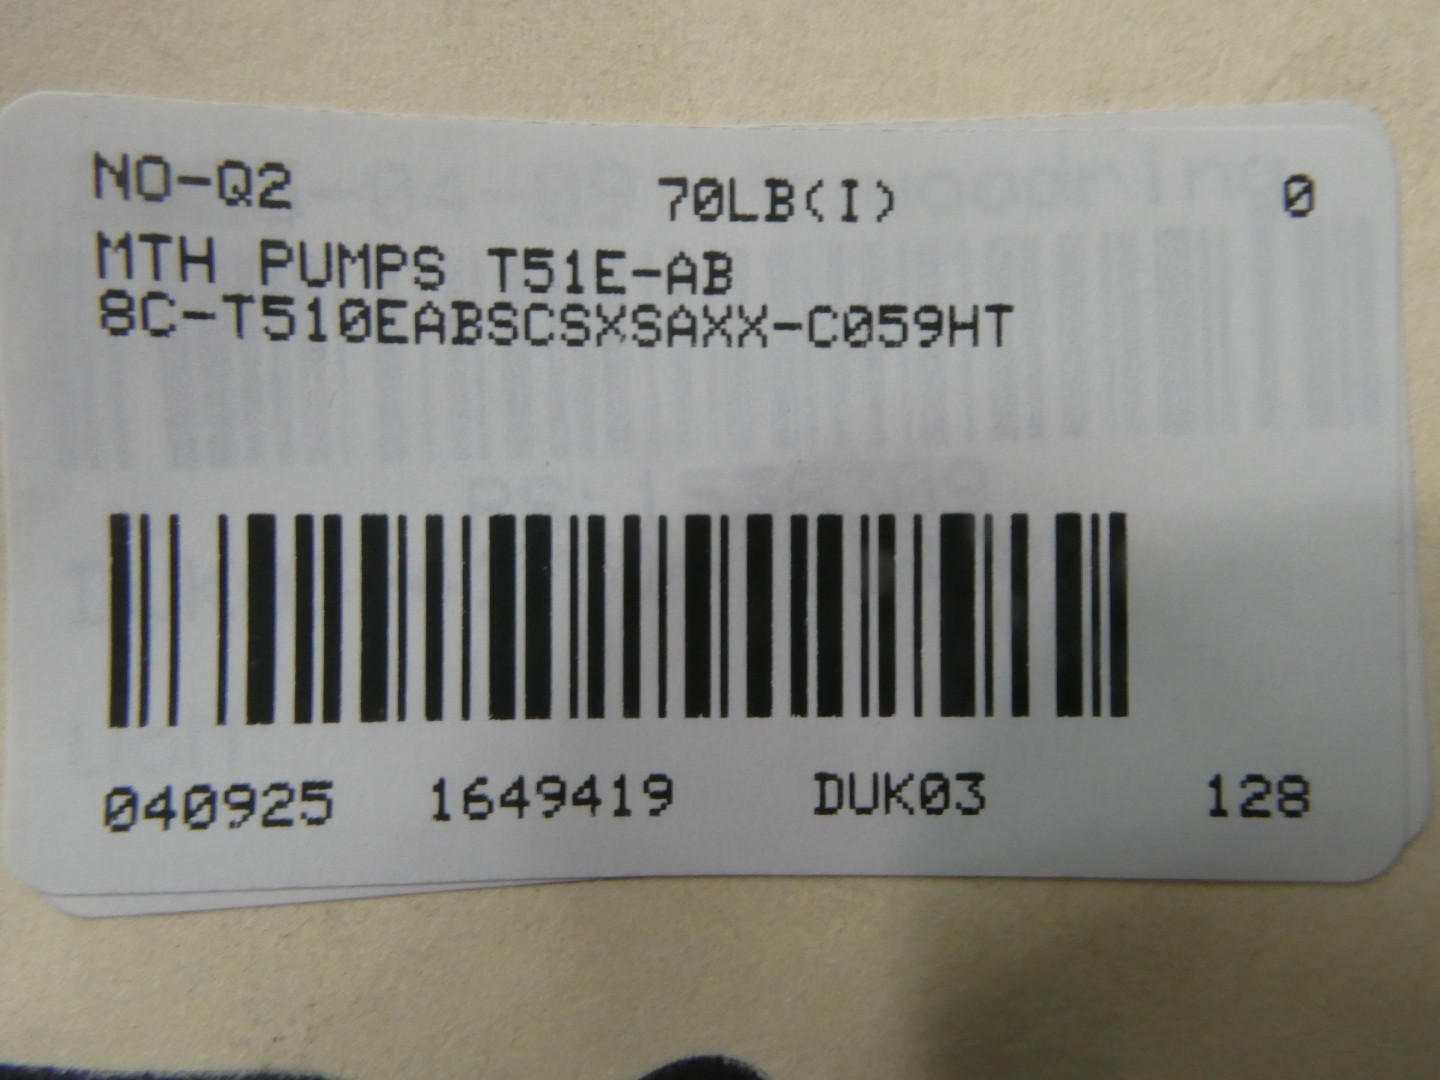 NO-Q2 70LB(I) 0
MTH PUMPS T51E-AB
8C-T510EABSCSXSAXX-C059HT
040925 1649419 DUK03 128